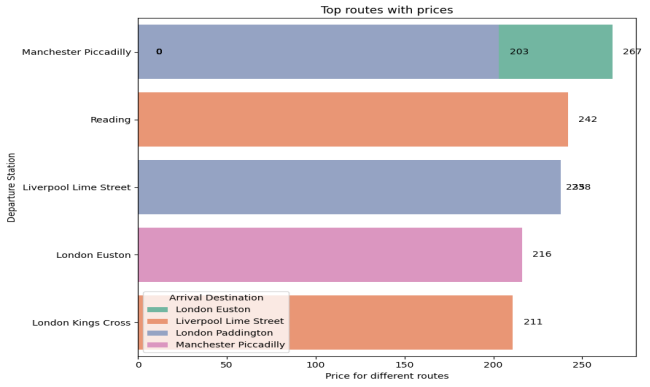 Top routes with prices
Manchester Piccadilly
0
203
267
Reading
242
Liverpool Lime Street
238
London Euston
216
London Kings Cross
211
Departure Station
Arrival Destination
London Euston
Liverpool Lime Street
London Paddington
Manchester Piccadilly
0 50 100 150 200 250
Price for different routes